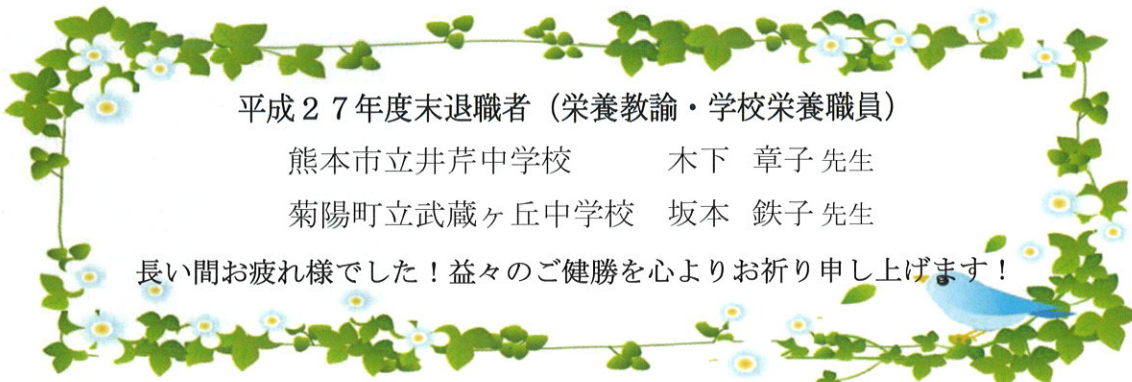 平成27年度末退職者（栄養教諭・学校栄養職員）
熊本市立井芹中学校　　　木下　章子 先生
菊陽町立武蔵ヶ丘中学校　坂本　鉄子 先生
長い間お疲れ様でした！益々のご健勝を心よりお祈り申し上げます！